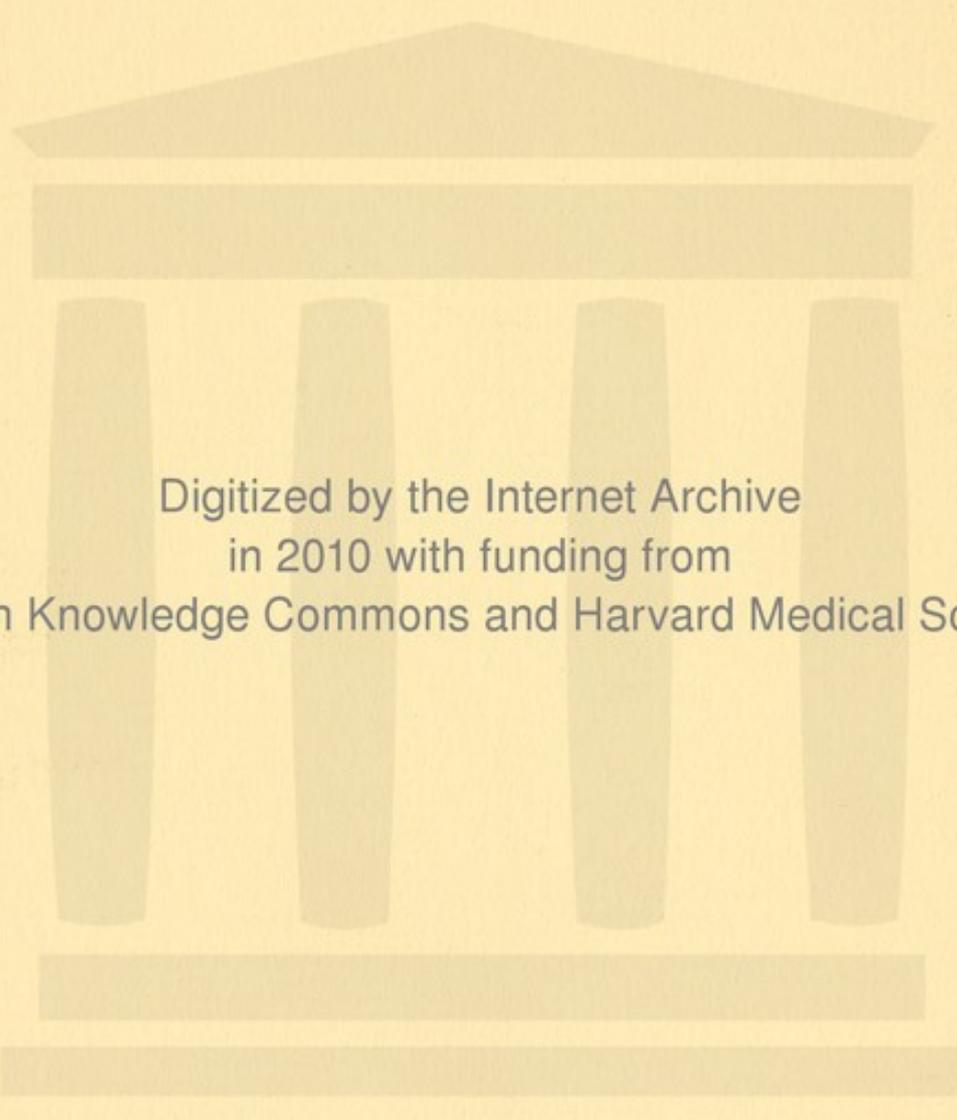 Digitized by the Internet Archive
in 2010 with funding from
Knowledge Commons and Harvard Medical